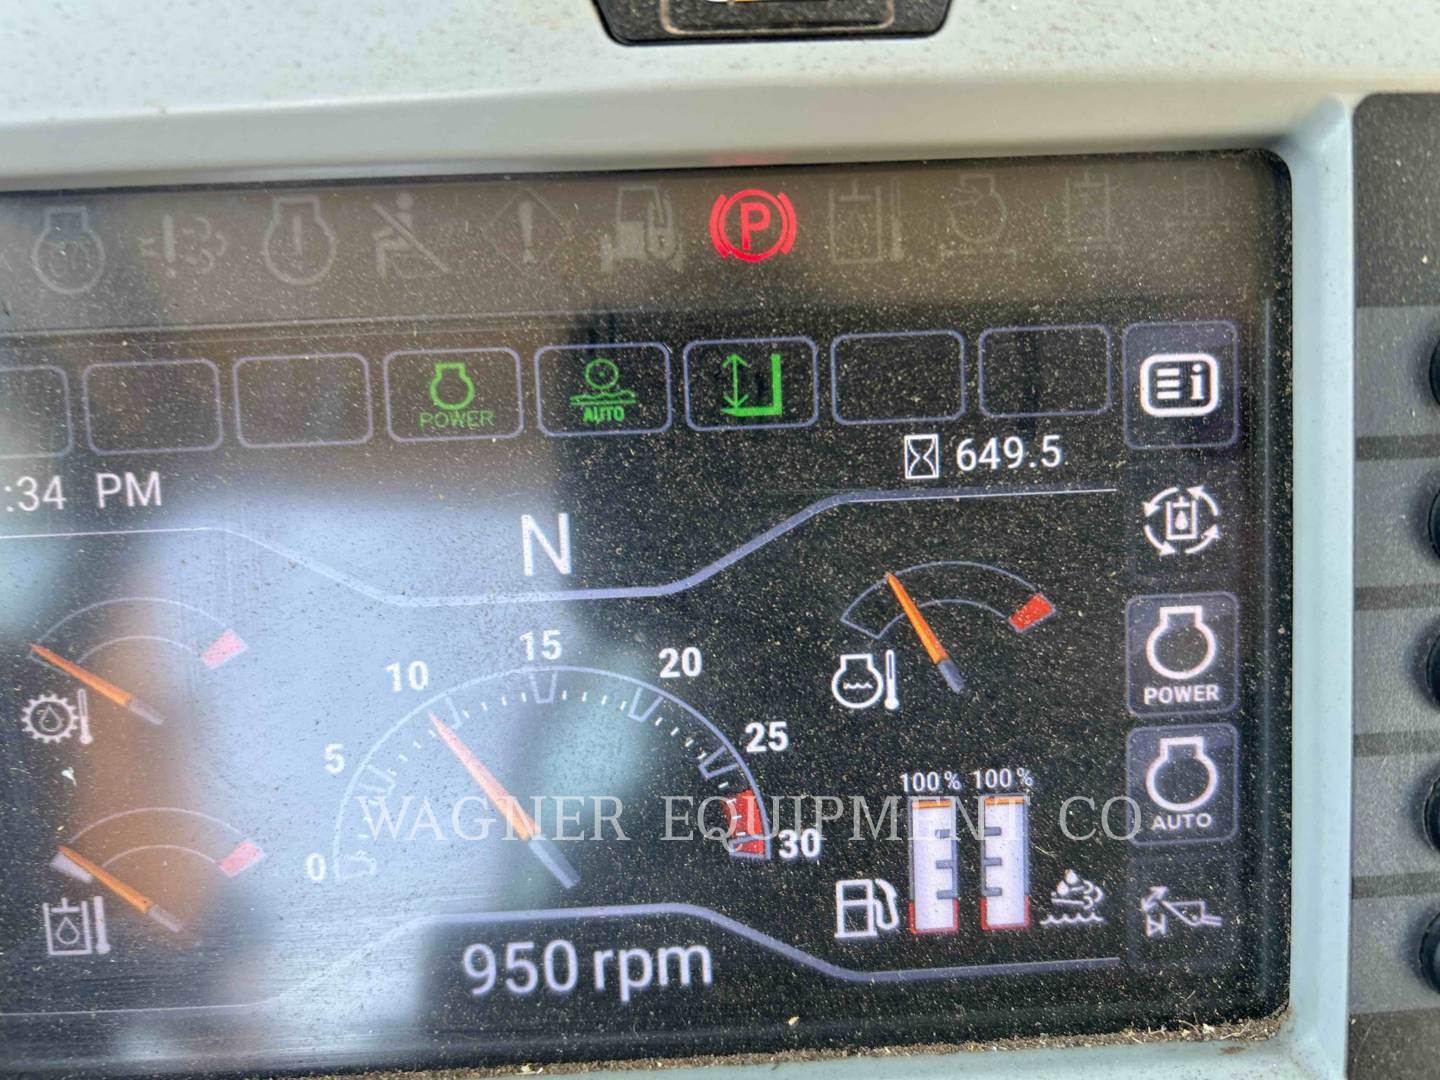 P
POWER
AUTO
649.5
:34 PM
N
0
5
10
15
20
25
30
100 % 100 %
950 rpm
POWER
AUTO
WAGNER EQUIPMENT CO